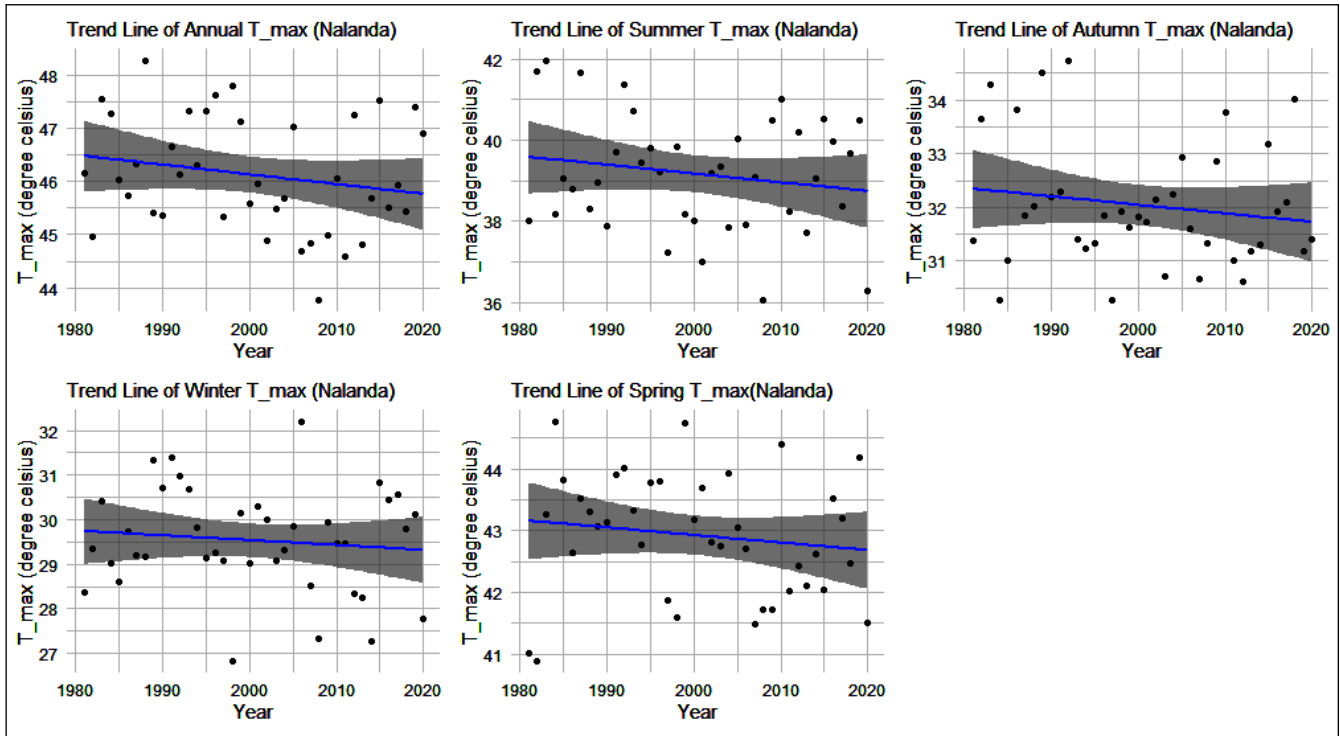 Trend Line of Annual T_max (Nalanda)
T_max (degree celsius)
48
47
46
45
44
1980 1990 2000 2010 2020
Year
Trend Line of Summer T_max (Nalanda)
T_max (degree celsius)
42
40
38
36
1980 1990 2000 2010 2020
Year
Trend Line of Autumn T_max (Nalanda)
T_max (degree celsius)
34
33
32
31
1980 1990 2000 2010 2020
Year
Trend Line of Winter T_max (Nalanda)
T_max (degree celsius)
32
31
30
29
28
27
1980 1990 2000 2010 2020
Year
Trend Line of Spring T_max(Nalanda)
T_max (degree celsius)
44
43
42
41
1980 1990 2000 2010 2020
Year